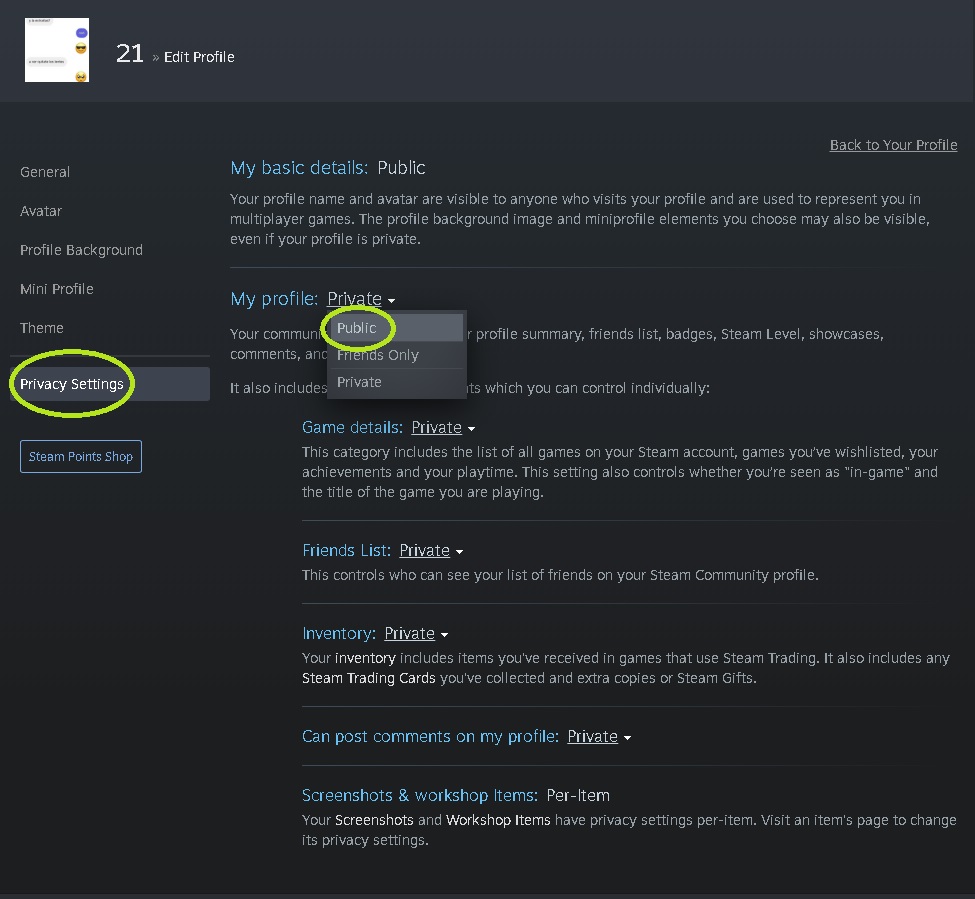 21 » Edit Profile
Back to Your Profile
General
Avatar
Profile Background
Mini Profile
Theme
Privacy Settings
Steam Points Shop
My basic details: Public
Your profile name and avatar are visible to anyone who visits your profile and are used to represent you in
multiplayer games. The profile background image and miniprofile elements you choose may also be visible,
even if your profile is private.
My profile: Private
Public
Friends Only
Private
Your commun r profile summary, friends list, badges, Steam Level, showcases,
comments, and
It also includes ts which you can control individually:
Game details: Private
This category includes the list of all games on your Steam account, games you've wishlisted, your
achievements and your playtime. This setting also controls whether you're seen as "in-game" and
the title of the game you are playing.
Friends List: Private
This controls who can see your list of friends on your Steam Community profile.
Inventory: Private
Your inventory includes items you've received in games that use Steam Trading. It also includes any
Steam Trading Cards you've collected and extra copies or Steam Gifts.
Can post comments on my profile: Private
Screenshots & workshop Items: Per-Item
Your Screenshots and Workshop Items have privacy settings per-item. Visit an item's page to change
its privacy settings.